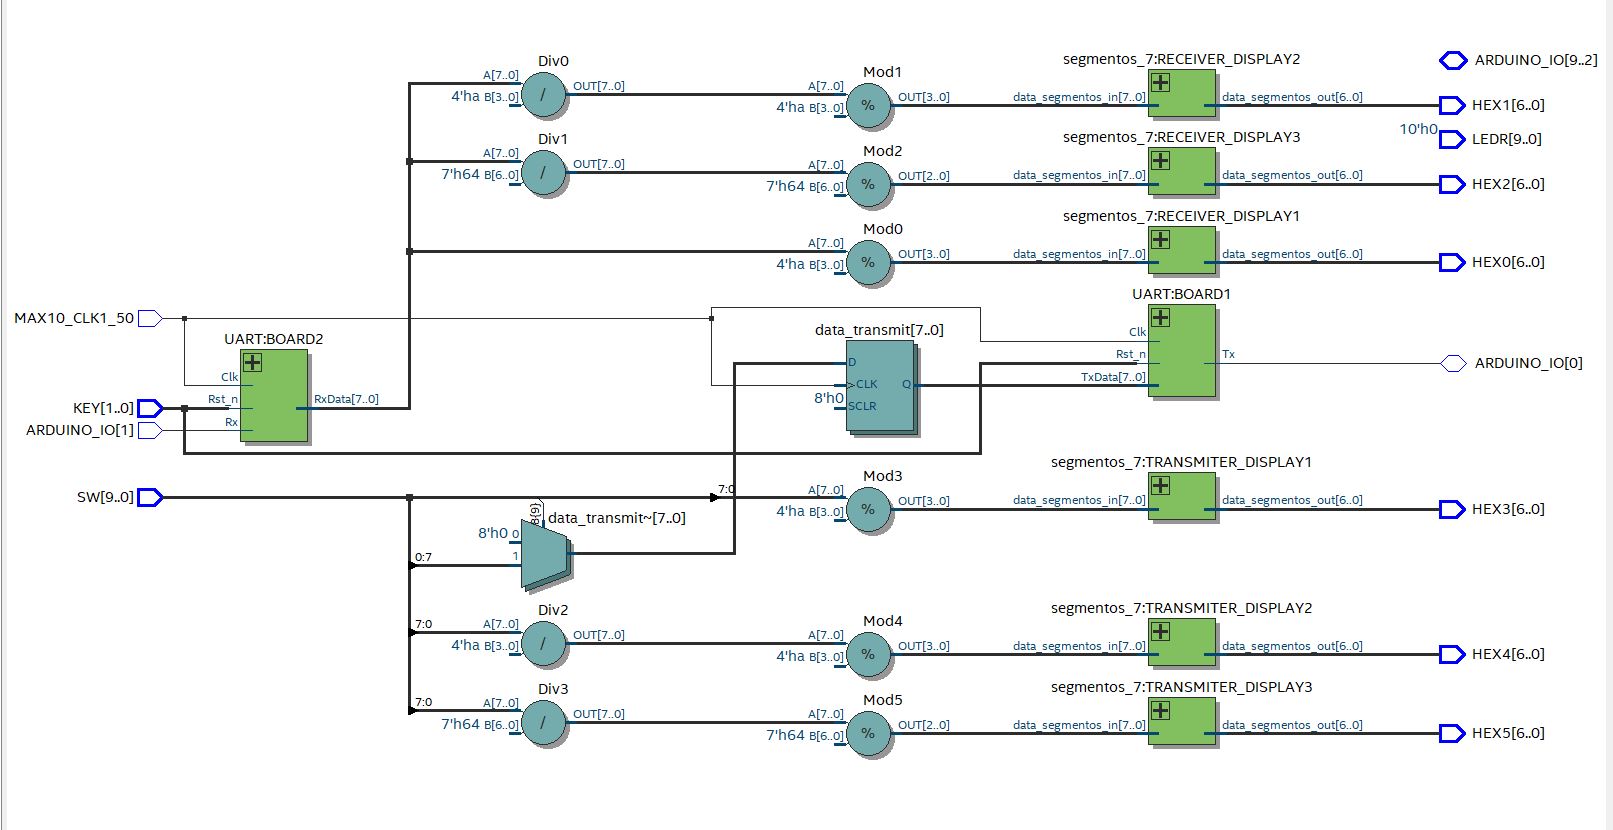 Div0
A[7..0]
4'ha B[3..0]
/
OUT[7..0]
Mod1
A[7..0]
4'ha B[3..0]
%
OUT[3..0]
segmentos_7:RECEIVER_DISPLAY2
data_segmentos_in[7..0]
data_segmentos_out[6..0]
ARDUINO_IO[9..2]
HEX1[6..0]
10'h0
LEDR[9..0]
Div1
A[7..0]
7'h64 B[6..0]
/
OUT[7..0]
Mod2
A[7..0]
7'h64 B[6..0]
%
OUT[2..0]
segmentos_7:RECEIVER_DISPLAY3
data_segmentos_in[7..0]
data_segmentos_out[6..0]
HEX2[6..0]
Mod0
A[7..0]
4'ha B[3..0]
%
OUT[3..0]
segmentos_7:RECEIVER_DISPLAY1
data_segmentos_in[7..0]
data_segmentos_out[6..0]
HEX0[6..0]
MAX10_CLK1_50
UART:BOARD2
Clk
Rst_n
Rx
RxData[7..0]
KEY[1..0]
ARDUINO_IO[1]
data_transmit[7..0]
D
>CLK
8'h0
SCLR
Q
UART:BOARD1
Clk
Rst_n
TxData[7..0]
Tx
ARDUINO_IO[0]
SW[9..0]
7:0
Mod3
A[7..0]
4'ha B[3..0]
%
OUT[3..0]
segmentos_7:TRANSMITER_DISPLAY1
data_segmentos_in[7..0]
data_segmentos_out[6..0]
HEX3[6..0]
data_transmit~[7..0]
8'h0 0
1
0:7
Div2
7:0
A[7..0]
4'ha B[3..0]
/
OUT[7..0]
Mod4
A[7..0]
4'ha B[3..0]
%
OUT[3..0]
segmentos_7:TRANSMITER_DISPLAY2
data_segmentos_in[7..0]
data_segmentos_out[6..0]
HEX4[6..0]
Div3
7:0
A[7..0]
7'h64 B[6..0]
/
OUT[7..0]
Mod5
A[7..0]
7'h64 B[6..0]
%
OUT[2..0]
segmentos_7:TRANSMITER_DISPLAY3
data_segmentos_in[7..0]
data_segmentos_out[6..0]
HEX5[6..0]